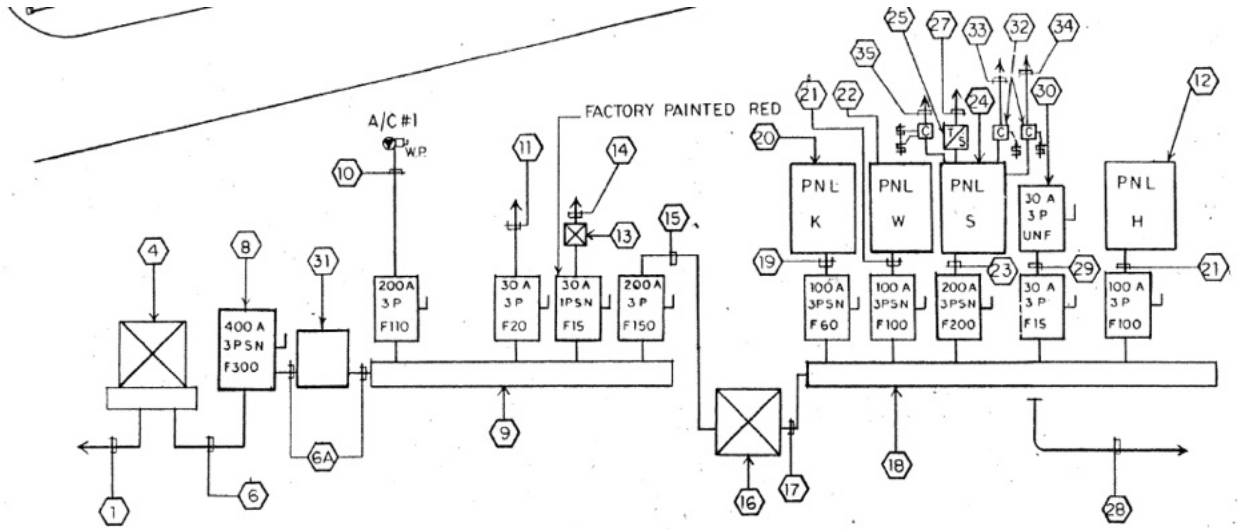 25
27
33
32
34
35
30
12
21
22
24
FACTORY PAINTED RED
A/C #1
W.P.
11
14
20
T
S
C
C
C
10
PNL
K
PNL
W
PNL
S
30 A
3 P
UNF
PNL
H
15
13
4
8
31
19
23
29
21
200 A
3 P
F110
30 A
3 P
F20
30 A
1PSN
F15
200 A
3 P
F150
100 A
3PSN
F60
100 A
3PSN
F100
200 A
3PSN
F200
30 A
3 P
F15
100 A
3 P
F100
400 A
3PSN
F300
9
6A
18
1
6
16
17
28